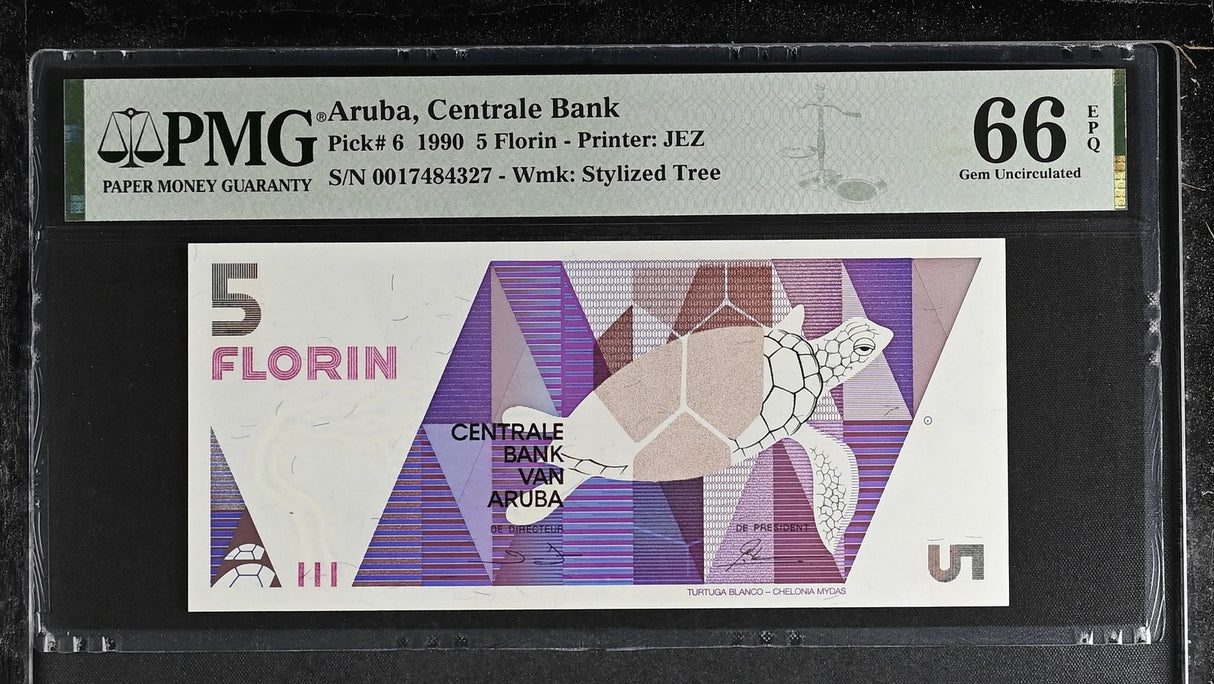 PMG®
PAPER MONEY GUARANTY
Aruba, Centrale Bank
Pick# 6 1990 5 Florin - Printer: JEZ
S/N 0017484327 - Wmk: Stylized Tree
66
EPQ
Gem Uncirculated
5
FLORIN
CENTRALE
BANK
VAN
ARUBA
DE DIRECTEUR
DE PRESIDENT
5
TURTUGA BLANCO – CHELONIA MYDAS